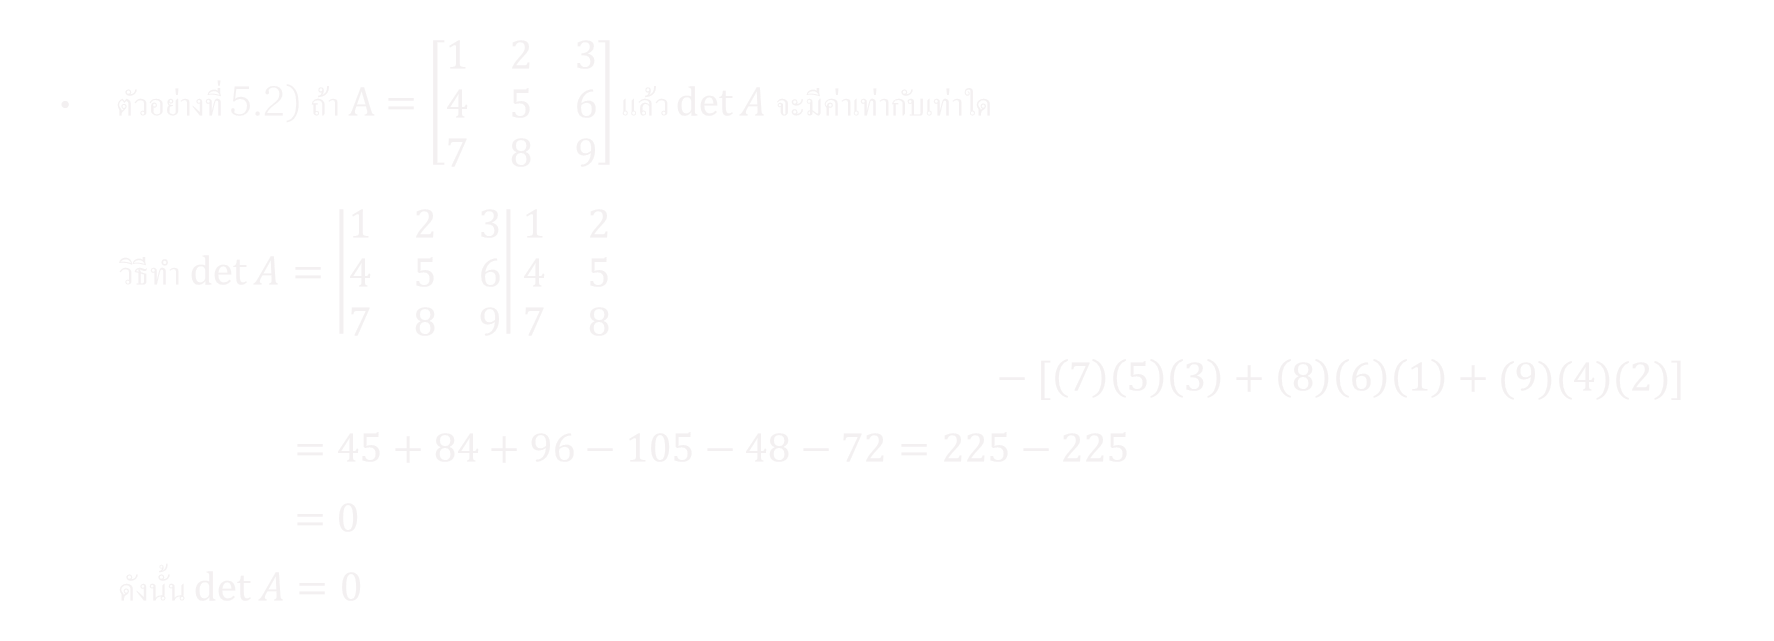 • ตัวอย่างที่ 5.2) ถ้า A = [1 2 3; 4 5 6; 7 8 9] แล้ว det A จะมีค่าเท่ากับเท่าใด
วิธีทำ det A = |1 2 3; 4 5 6; 7 8 9| 1 2; 4 5; 7 8
− [(7)(5)(3) + (8)(6)(1) + (9)(4)(2)]
= 45 + 84 + 96 − 105 − 48 − 72 = 225 − 225
= 0
ดังนั้น det A = 0